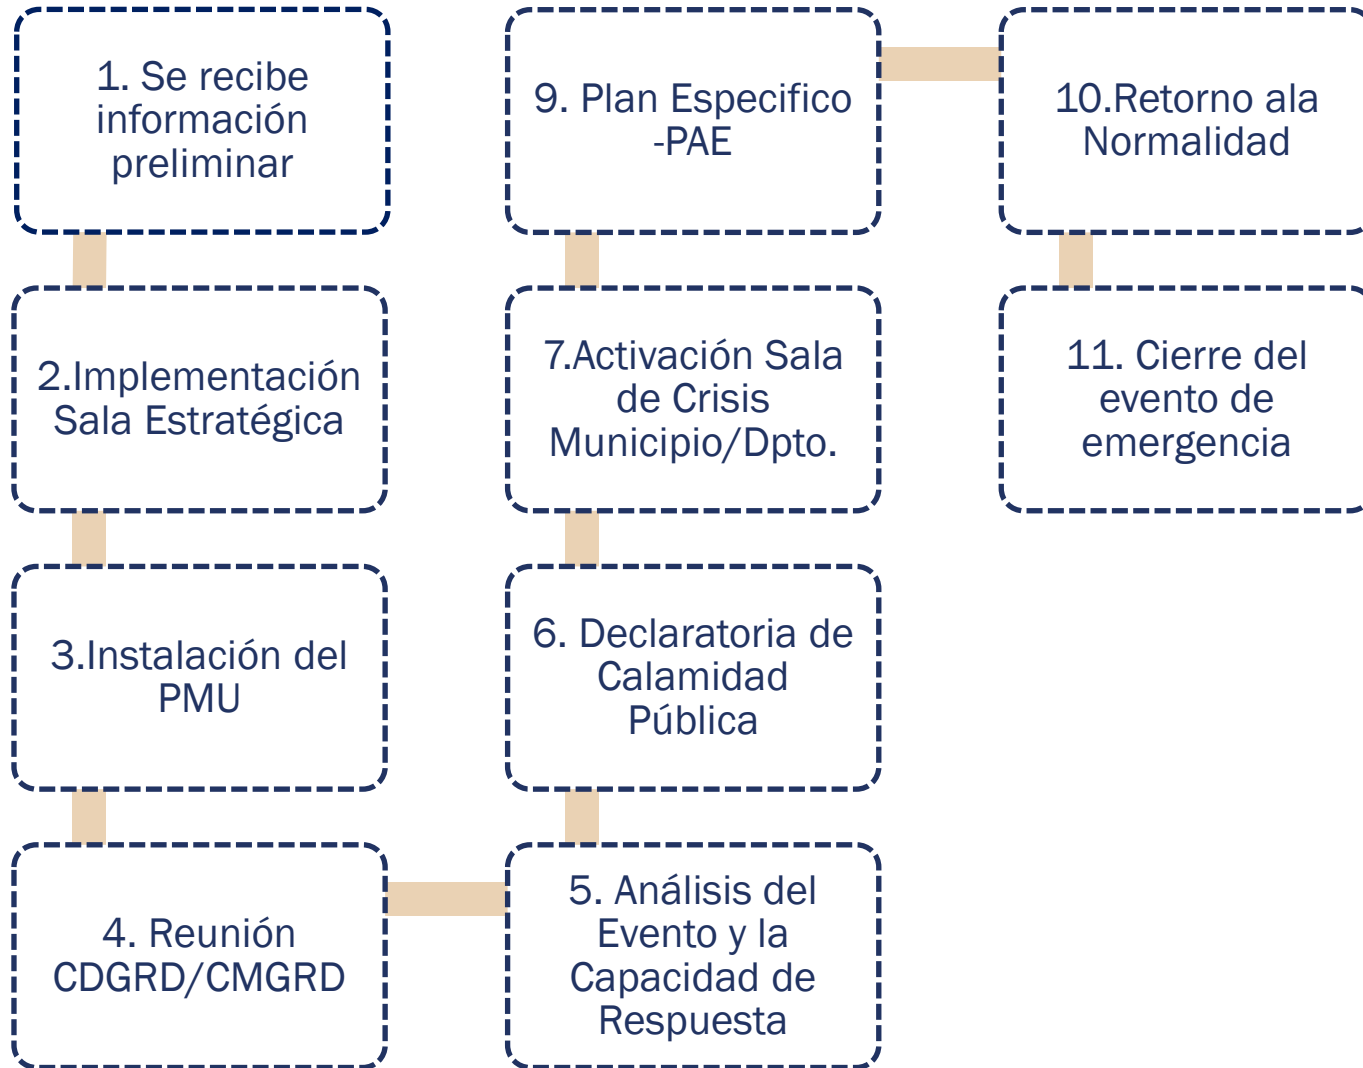 1. Se recibe
información
preliminar
2.Implementación
Sala Estratégica
3.Instalación del
PMU
4. Reunión
CDGRD/CMGRD
5. Análisis del
Evento y la
Capacidad de
Respuesta
6. Declaratoria de
Calamidad
Pública
7.Activación Sala
de Crisis
Municipio/Dpto.
9. Plan Especifico
-PAE
10.Retorno ala
Normalidad
11. Cierre del
evento de
emergencia